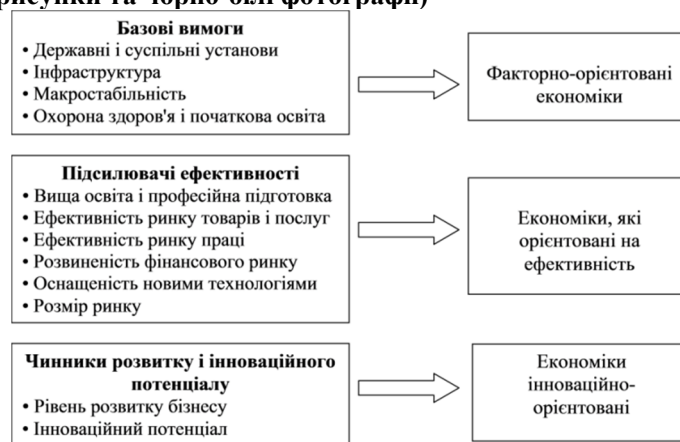 рисунки та чорно-білі фотографії)
Базові вимоги
• Державні і суспільні установи
• Інфраструктура
• Макростабільність
• Охорона здоров'я і початкова освіта
Факторно-орієнтовані
економіки
Підсилювачі ефективності
• Вища освіта і професійна підготовка
• Ефективність ринку товарів і послуг
• Ефективність ринку праці
• Розвиненість фінансового ринку
• Оснащеність новими технологіями
• Розмір ринку
Економіки, які
орієнтовані на
ефективність
Чинники розвитку і інноваційного
потенціалу
• Рівень розвитку бізнесу
• Інноваційний потенціал
Економіки
інноваційно-
орієнтовані